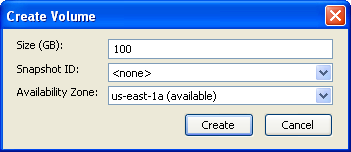 Create Volume
Size (GB): 100
Snapshot ID: <none>
Availability Zone: us-east-1a (available)
Create Cancel